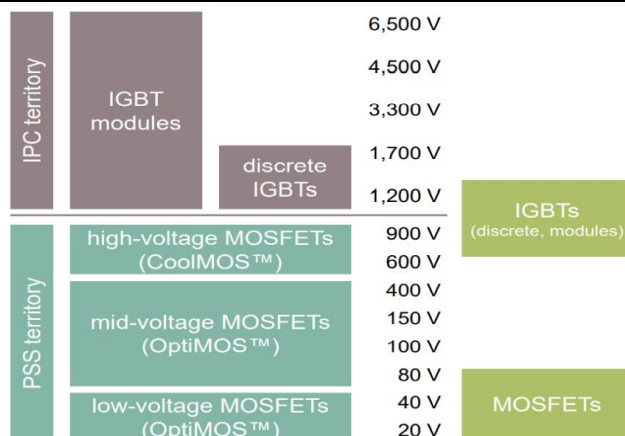 IPC territory
IGBT
modules
discrete
IGBTs
6,500 V
4,500 V
3,300 V
1,700 V
1,200 V
IGBTs
(discrete, modules)
PSS territory
high-voltage MOSFETs
(CoolMOS™)
mid-voltage MOSFETs
(OptiMOS™)
low-voltage MOSFETs
(OptiMOS™)
900 V
600 V
400 V
150 V
100 V
80 V
40 V
20 V
MOSFETs